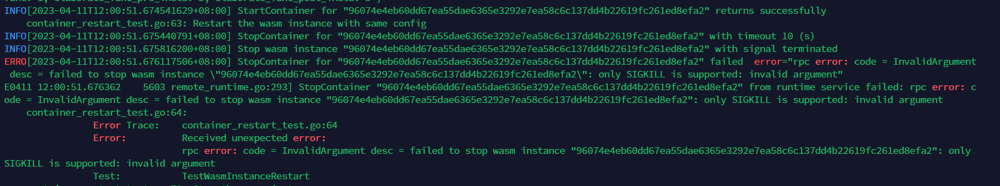 INFO[2023-04-11T12:00:51.674541629+08:00] StartContainer for "96074e4eb60dd67ea55dae6365e3292e7ea58c6c137dd4b22619fc261ed8efa2" returns successfully
    container_restart_test.go:63: Restart the wasm instance with same config
INFO[2023-04-11T12:00:51.675440791+08:00] StopContainer for "96074e4eb60dd67ea55dae6365e3292e7ea58c6c137dd4b22619fc261ed8efa2" with timeout 10 (s)
INFO[2023-04-11T12:00:51.675816200+08:00] Stop wasm instance "96074e4eb60dd67ea55dae6365e3292e7ea58c6c137dd4b22619fc261ed8efa2" with signal terminated
ERRO[2023-04-11T12:00:51.676117506+08:00] StopContainer for "96074e4eb60dd67ea55dae6365e3292e7ea58c6c137dd4b22619fc261ed8efa2" failed  error="rpc error: code = InvalidArgument
 desc = failed to stop wasm instance \"96074e4eb60dd67ea55dae6365e3292e7ea58c6c137dd4b22619fc261ed8efa2\": only SIGKILL is supported: invalid argument"
E0411 12:00:51.676362    5603 remote_runtime.go:293] StopContainer "96074e4eb60dd67ea55dae6365e3292e7ea58c6c137dd4b22619fc261ed8efa2" from runtime service failed: rpc error: c
ode = InvalidArgument desc = failed to stop wasm instance "96074e4eb60dd67ea55dae6365e3292e7ea58c6c137dd4b22619fc261ed8efa2": only SIGKILL is supported: invalid argument
    container_restart_test.go:64:
                Error Trace:    container_restart_test.go:64
                Error:          Received unexpected error:
                                rpc error: code = InvalidArgument desc = failed to stop wasm instance "96074e4eb60dd67ea55dae6365e3292e7ea58c6c137dd4b22619fc261ed8efa2": only
SIGKILL is supported: invalid argument
                Test:           TestWasmInstanceRestart